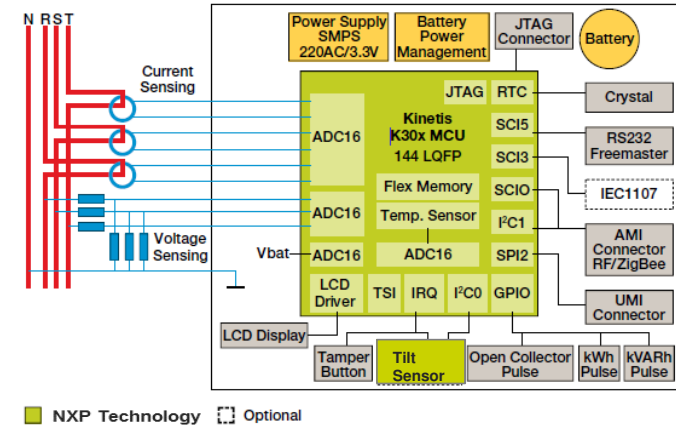 N RST
Power Supply
SMPS
220AC/3.3V
Battery
Power
Management
JTAG
Connector
Battery
Current
Sensing
JTAG
RTC
Crystal
ADC16
Kinetis
K30x MCU
144 LQFP
SCI5
RS232
Freemaster
SCI3
IEC1107
Flex Memory
SCIO
ADC16
Temp. Sensor
I²C1
AMI
Connector
RF/ZigBee
Voltage
Sensing
Vbat
ADC16
ADC16
SPI2
UMI
Connector
LCD
Driver
TSI
IRQ
I²C0
GPIO
LCD Display
Tamper
Button
Tilt
Sensor
Open Collector
Pulse
kWh
Pulse
kVARh
Pulse
NXP Technology
Optional